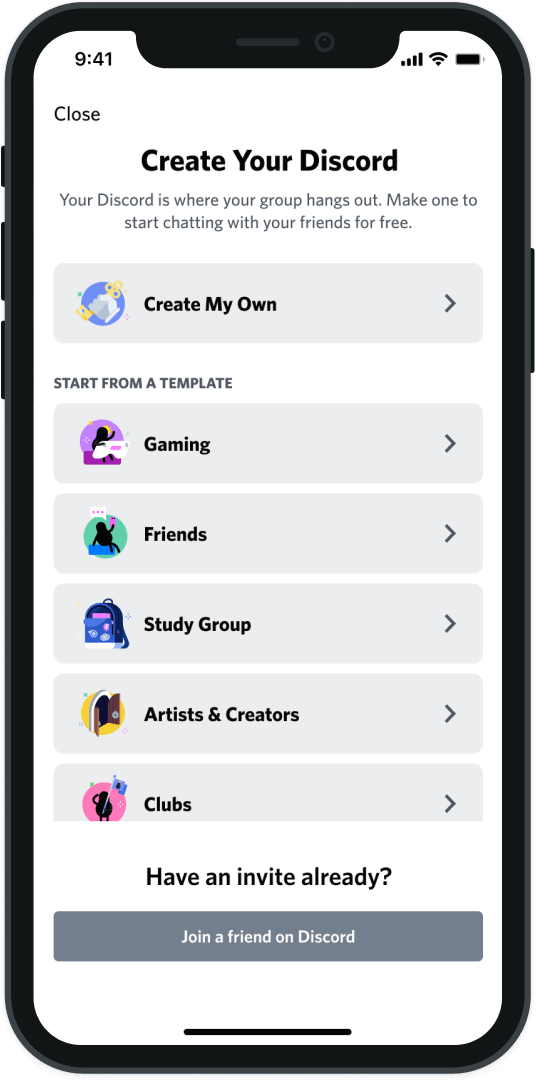 9:41
Close
Create Your Discord
Your Discord is where your group hangs out. Make one to
start chatting with your friends for free.
Create My Own
START FROM A TEMPLATE
Gaming
Friends
Study Group
Artists & Creators
Clubs
Have an invite already?
Join a friend on Discord